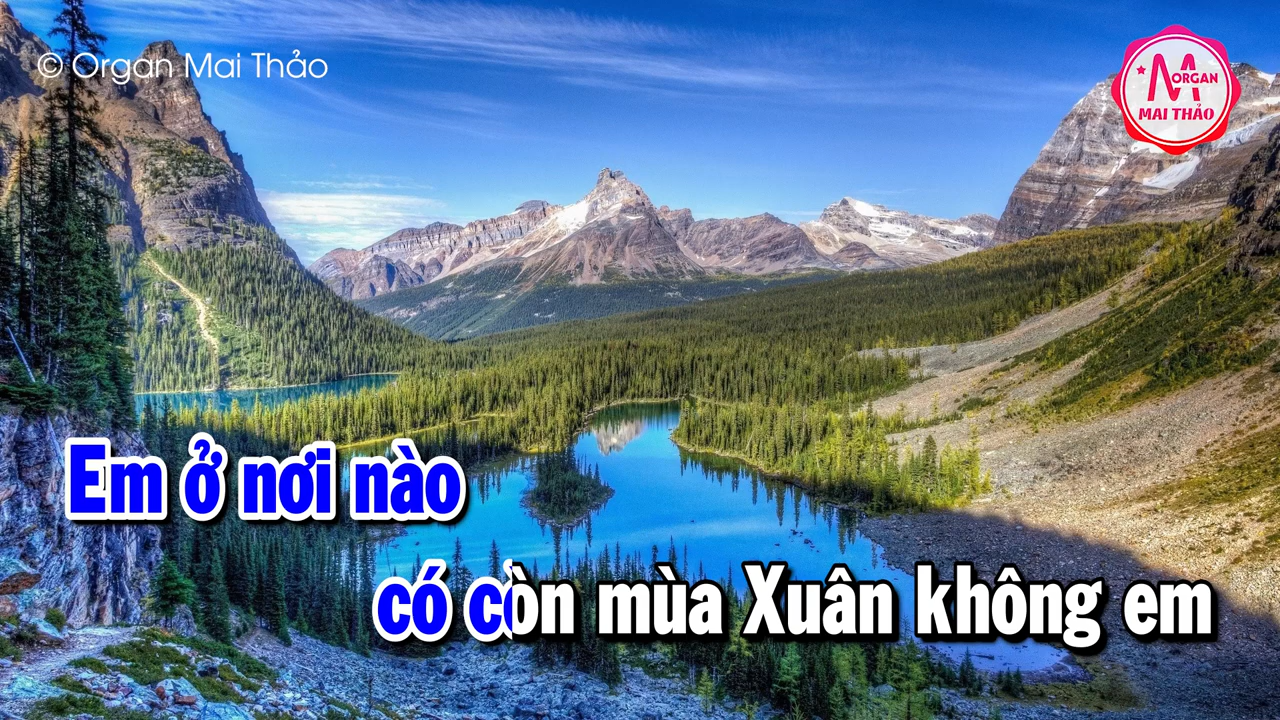 © Organ Mai Thảo
M ORGAN
MAI THẢO
Em ở nơi nào
có còn mùa Xuân không em